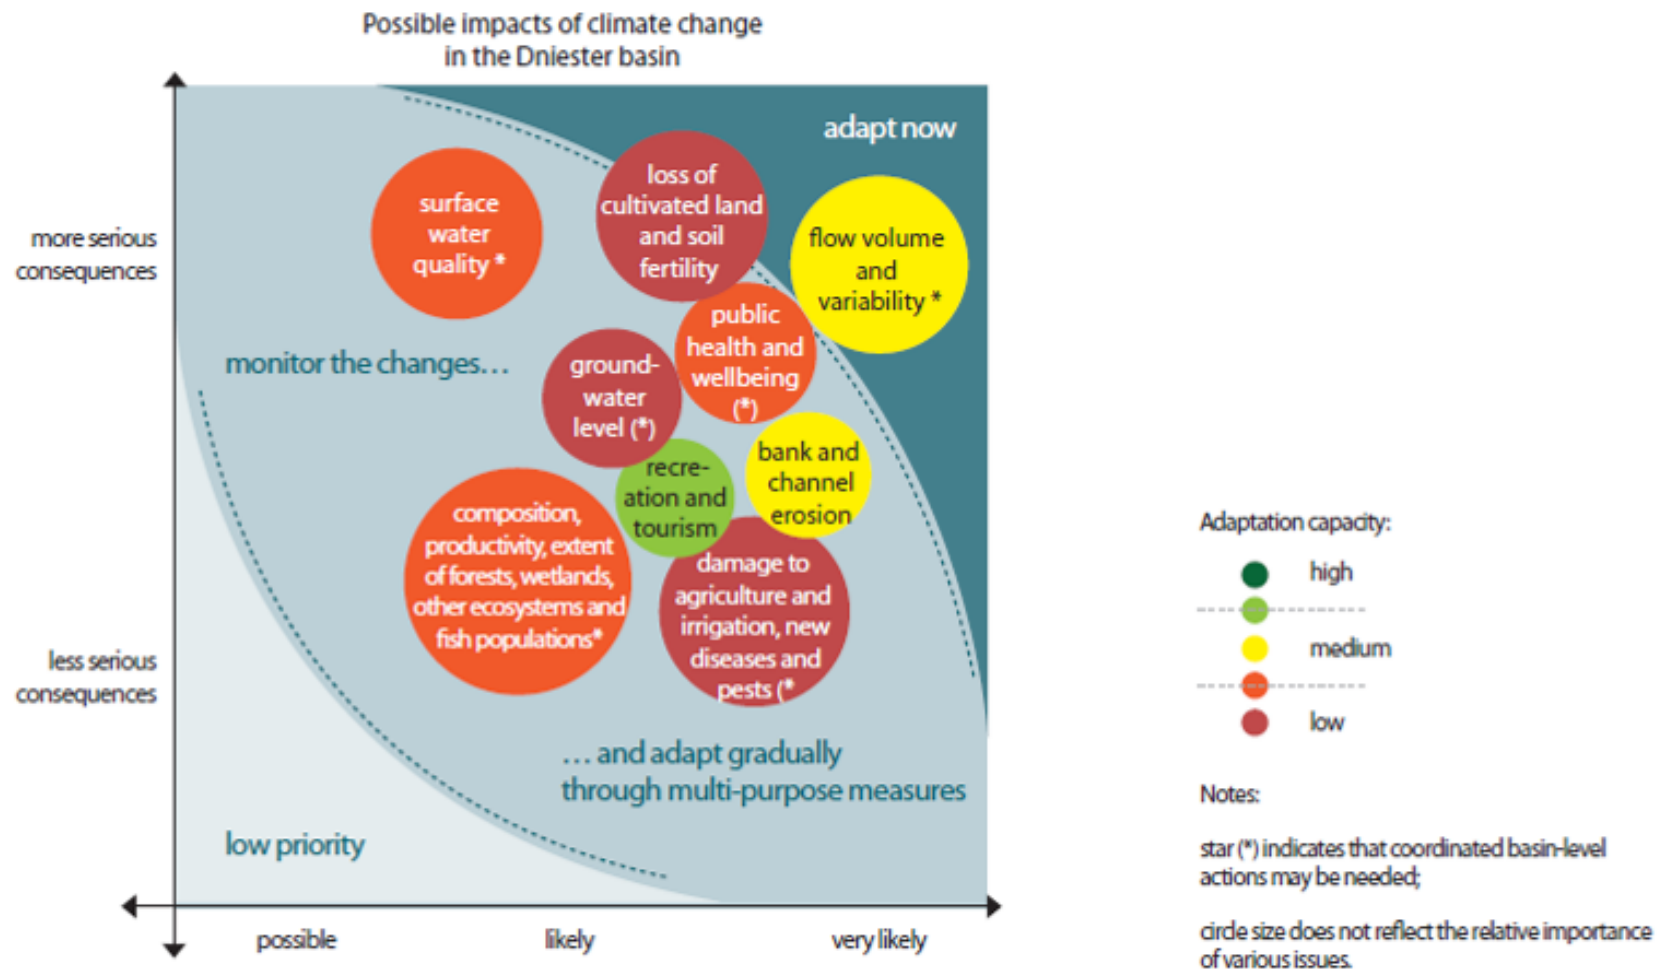 Possible impacts of climate change
in the Dniester basin
adapt now
more serious
consequences
surface
water
quality *
loss of
cultivated land
and soil
fertility
flow volume
and
variability *
monitor the changes…
ground-
water
level (*)
public
health and
wellbeing
(*)
recre-
ation and
tourism
bank and
channel
erosion
composition,
productivity, extent
of forests, wetlands,
other ecosystems and
fish populations*
damage to
agriculture and
irrigation, new
diseases and
pests (*
less serious
consequences
… and adapt gradually
through multi-purpose measures
low priority
possible
likely
very likely
Adaptation capacity:
high
medium
low
Notes:
star (*) indicates that coordinated basin-level
actions may be needed;
circle size does not reflect the relative importance
of various issues.